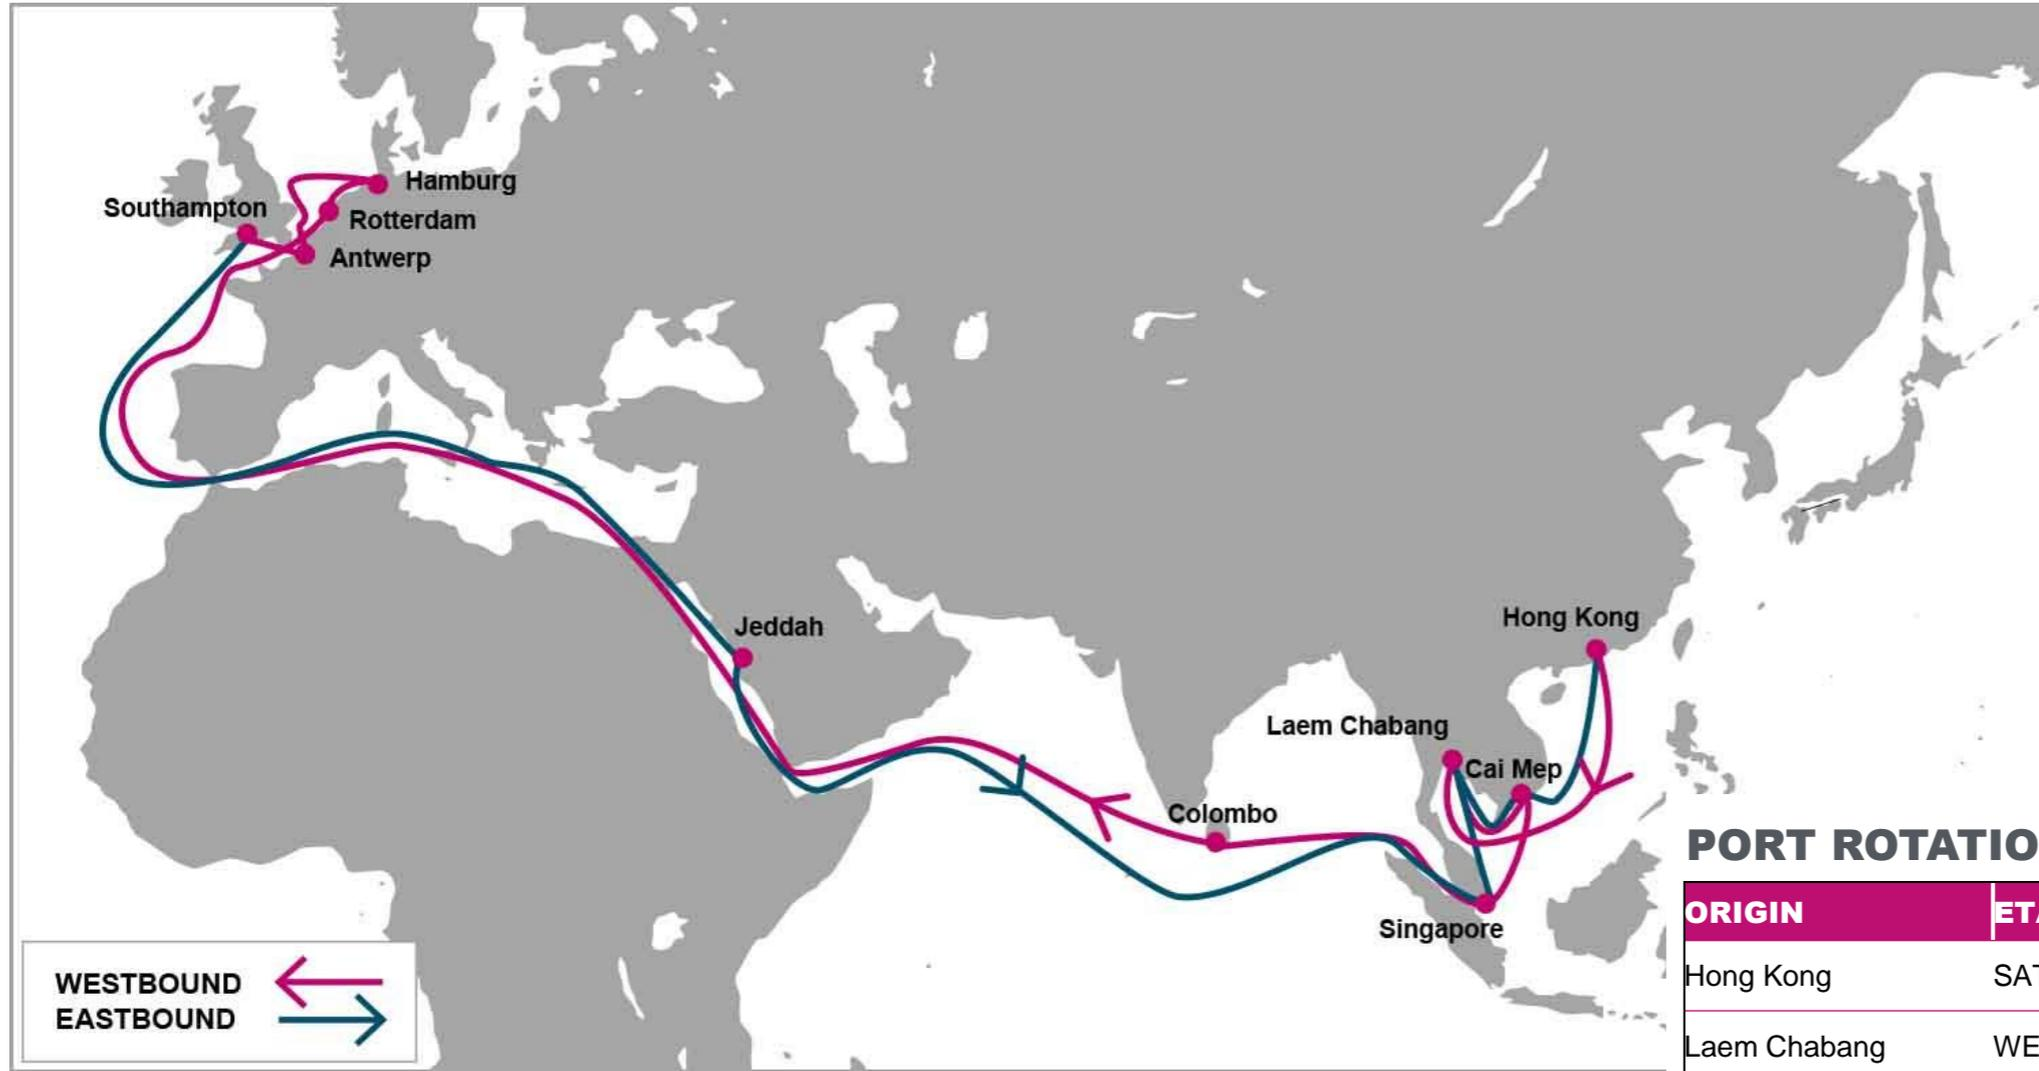 Hamburg
Southampton
Rotterdam
Antwerp
Jeddah
Hong Kong
Laem Chabang
Cai Mep
Colombo
Singapore
WESTBOUND
EASTBOUND
PORT ROTATIO
ORIGIN ETA
Hong Kong SAT
Laem Chabang WE